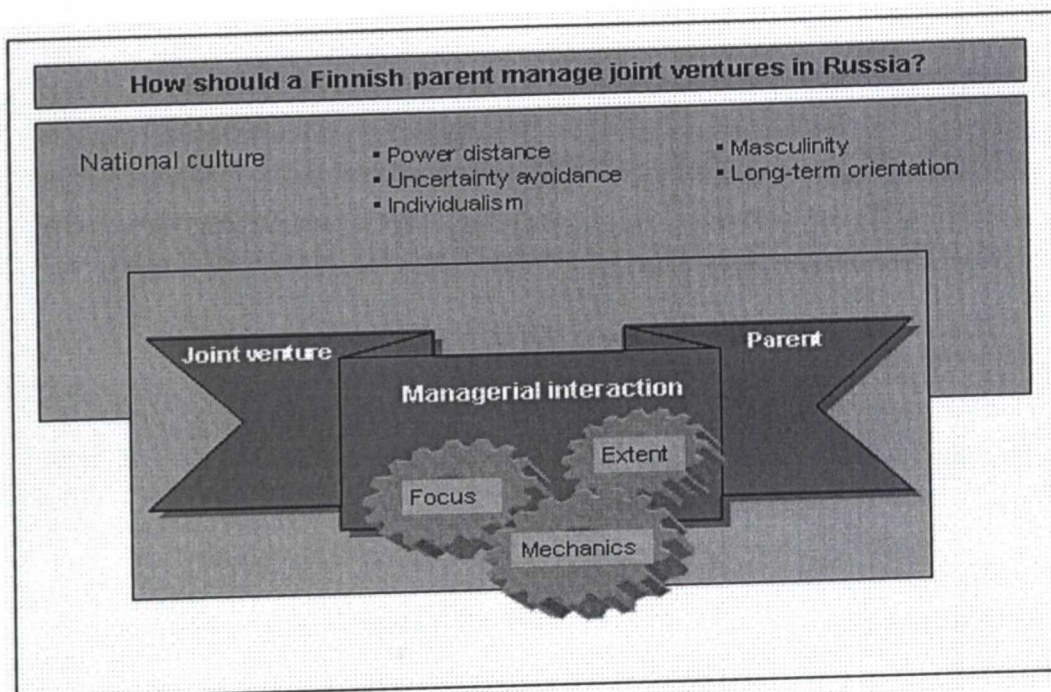 How should a Finnish parent manage joint ventures in Russia?
National culture
▪ Power distance
▪ Uncertainty avoidance
▪ Individualism
▪ Masculinity
▪ Long-term orientation
Joint venture
Parent
Managerial interaction
Extent
Focus
Mechanics